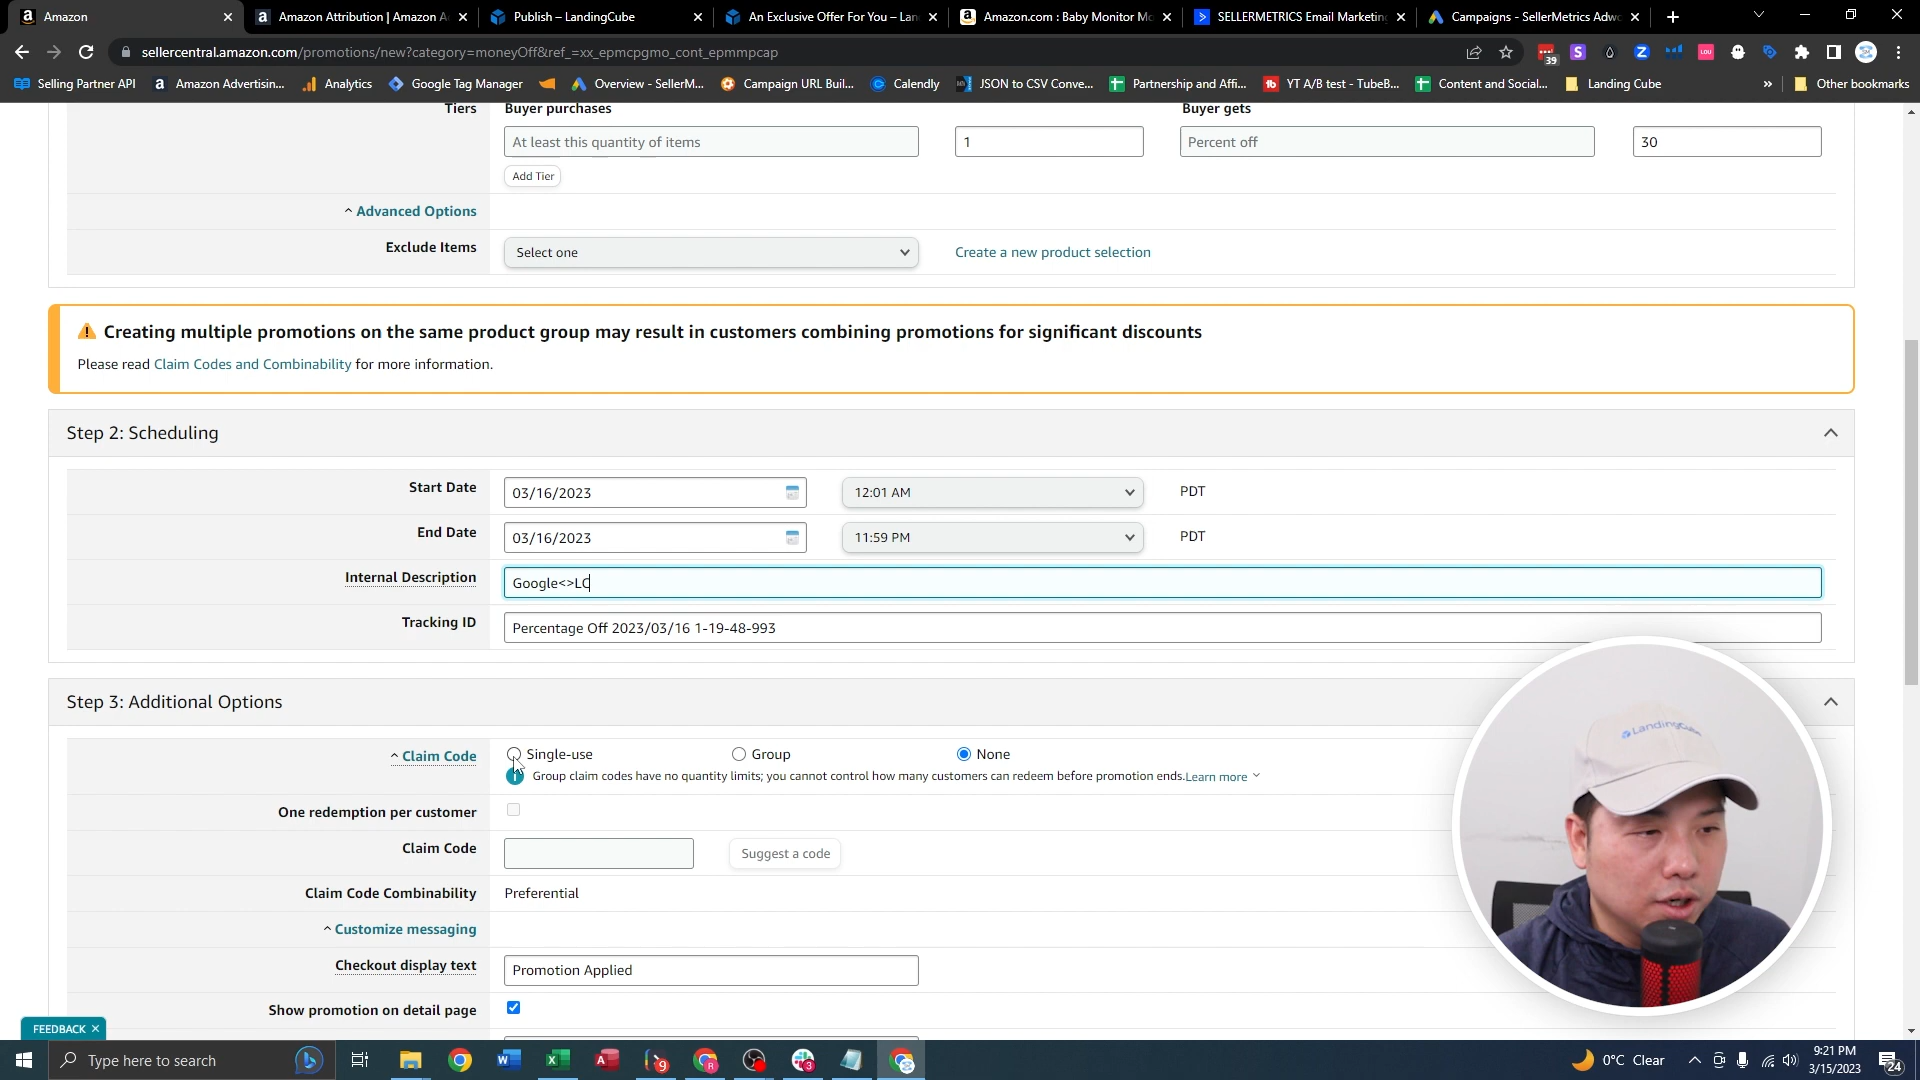 Amazon
Amazon Attribution | Amazon A
Publish – LandingCube
An Exclusive Offer For You – Lan
Amazon.com : Baby Monitor Mo
SELLERMETRICS Email Marketing
Campaigns - SellerMetrics Adwo
sellercentral.amazon.com/promotions/new?category=moneyOff&ref_=xx_epmcpgmo_cont_epmmpcap
39
Selling Partner API
Amazon Advertisin...
Analytics
Google Tag Manager
Overview - SellerM...
Campaign URL Buil...
Calendly
JSON to CSV Conve...
Partnership and Affi...
YT A/B test - TubeB...
Content and Social...
Landing Cube
»
Other bookmarks
Tiers
Buyer purchases
Buyer gets
At least this quantity of items
1
Percent off
30
Add Tier
Advanced Options
Exclude Items
Select one
Create a new product selection
Creating multiple promotions on the same product group may result in customers combining promotions for significant discounts
Please read Claim Codes and Combinability for more information.
Step 2: Scheduling
Start Date
03/16/2023
12:01 AM
PDT
End Date
03/16/2023
11:59 PM
PDT
Internal Description
Google<>LC
Tracking ID
Percentage Off 2023/03/16 1-19-48-993
Step 3: Additional Options
Claim Code
Single-use
Group
None
Group claim codes have no quantity limits; you cannot control how many customers can redeem before promotion ends.Learn more
One redemption per customer
Claim Code
Suggest a code
Claim Code Combinability
Preferential
Customize messaging
Checkout display text
Promotion Applied
Show promotion on detail page
LandingCube
FEEDBACK ×
Type here to search
0°C Clear
9:21 PM
3/15/2023
24